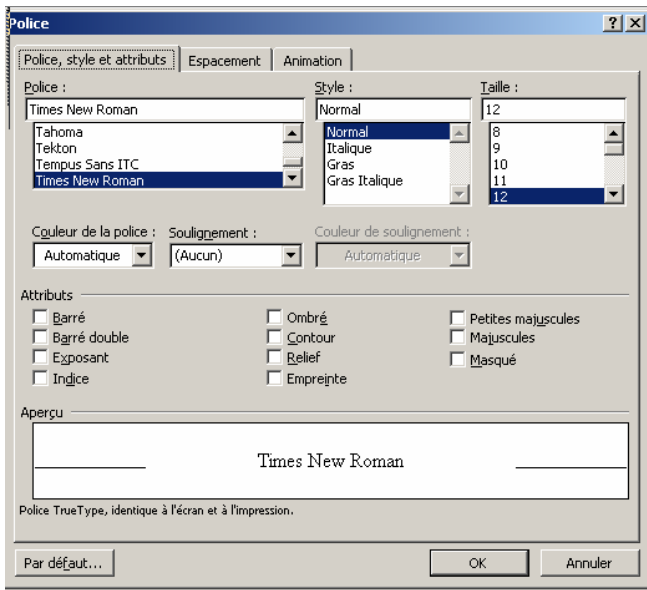 Police
Police, style et attributs Espacement Animation
Police : Style : Taille :
Times New Roman Normal 12
Tahoma Normal 8
Tekton Italique 9
Tempus Sans ITC Gras 10
Times New Roman Gras Italique 11
12
Couleur de la police : Soulignement : Couleur de soulignement :
Automatique (Aucun) Automatique
Attributs
Barré Ombré Petites majuscules
Barré double Contour Majuscules
Exposant Relief Masqué
Indice Empreinte
Aperçu
Times New Roman
Police TrueType, identique à l'écran et à l'impression.
Par défaut... OK Annuler